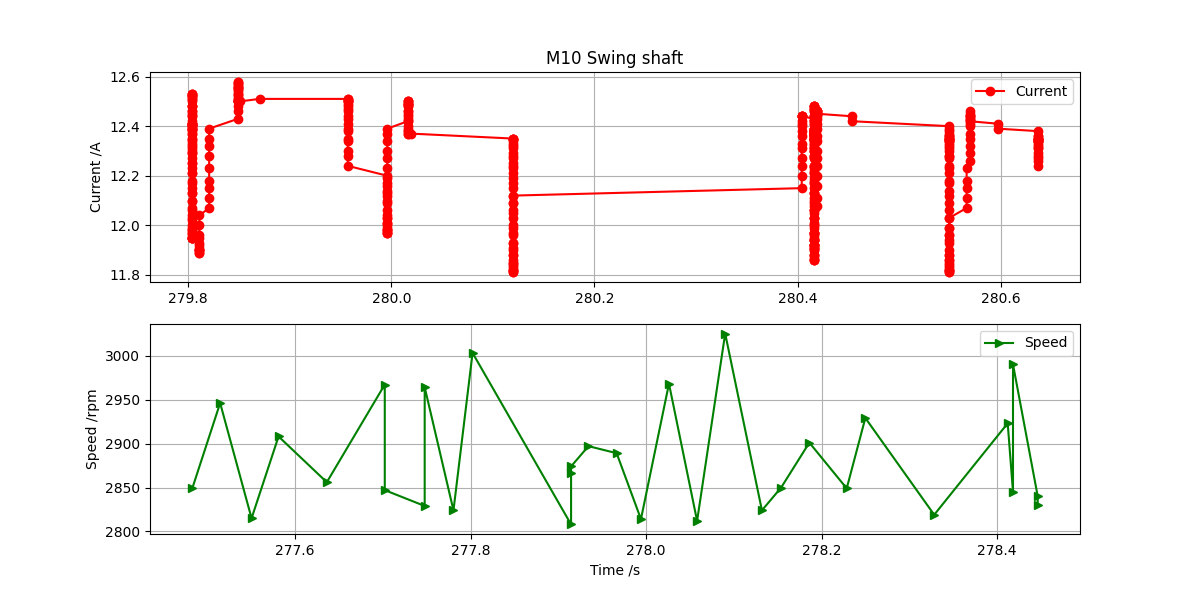 M10 Swing shaft
Current /A
12.6
12.4
12.2
12.0
11.8
Current
279.8 280.0 280.2 280.4 280.6
Speed /rpm
3000
2950
2900
2850
2800
Speed
277.6 277.8 278.0 278.2 278.4
Time /s